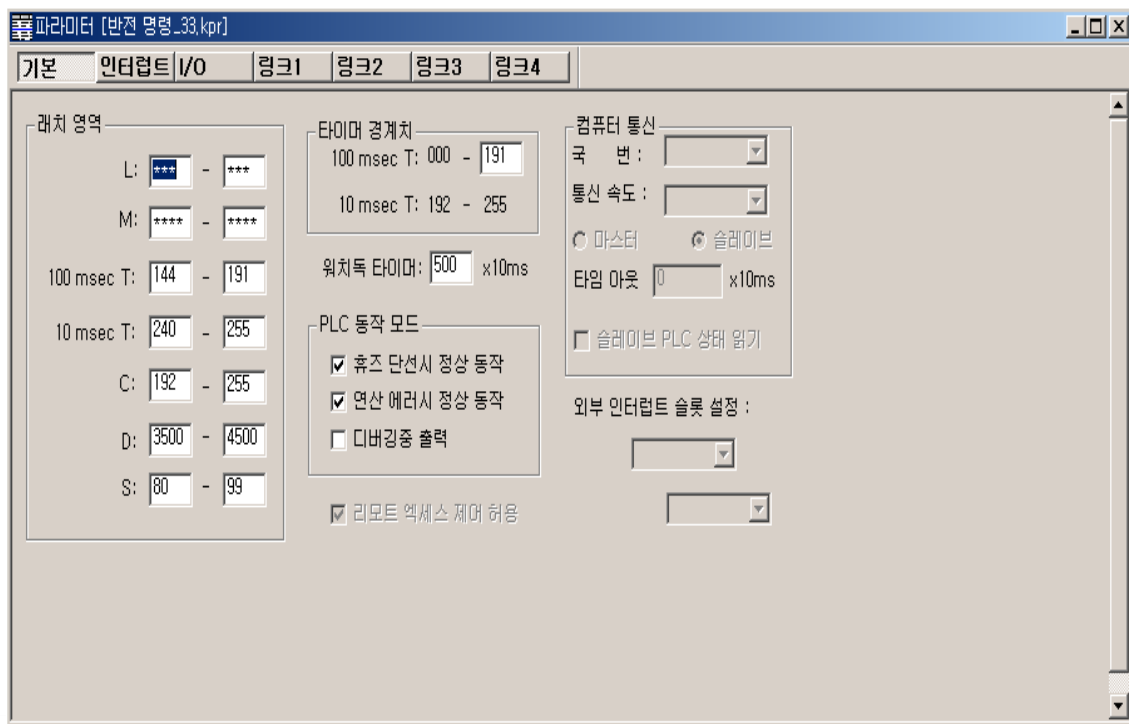 파라미터 [반전 명령_33.kpr]
기본 인터럽트 I/O 링크1 링크2 링크3 링크4
래치 영역
L: *** - ***
M: **** - ****
100 msec T: 144 - 191
10 msec T: 240 - 255
C: 192 - 255
D: 3500 - 4500
S: 80 - 99
타이머 경계치
100 msec T: 000 - 191
10 msec T: 192 - 255
워치독 타이머: 500 x10ms
PLC 동작 모드
휴즈 단선시 정상 동작
연산 에러시 정상 동작
디버깅중 출력
리모트 엑세스 제어 허용
컴퓨터 통신
국 번 :
통신 속도 :
마스터 슬레이브
타임 아웃 0 x10ms
슬레이브 PLC 상태 읽기
외부 인터럽트 슬롯 설정 :